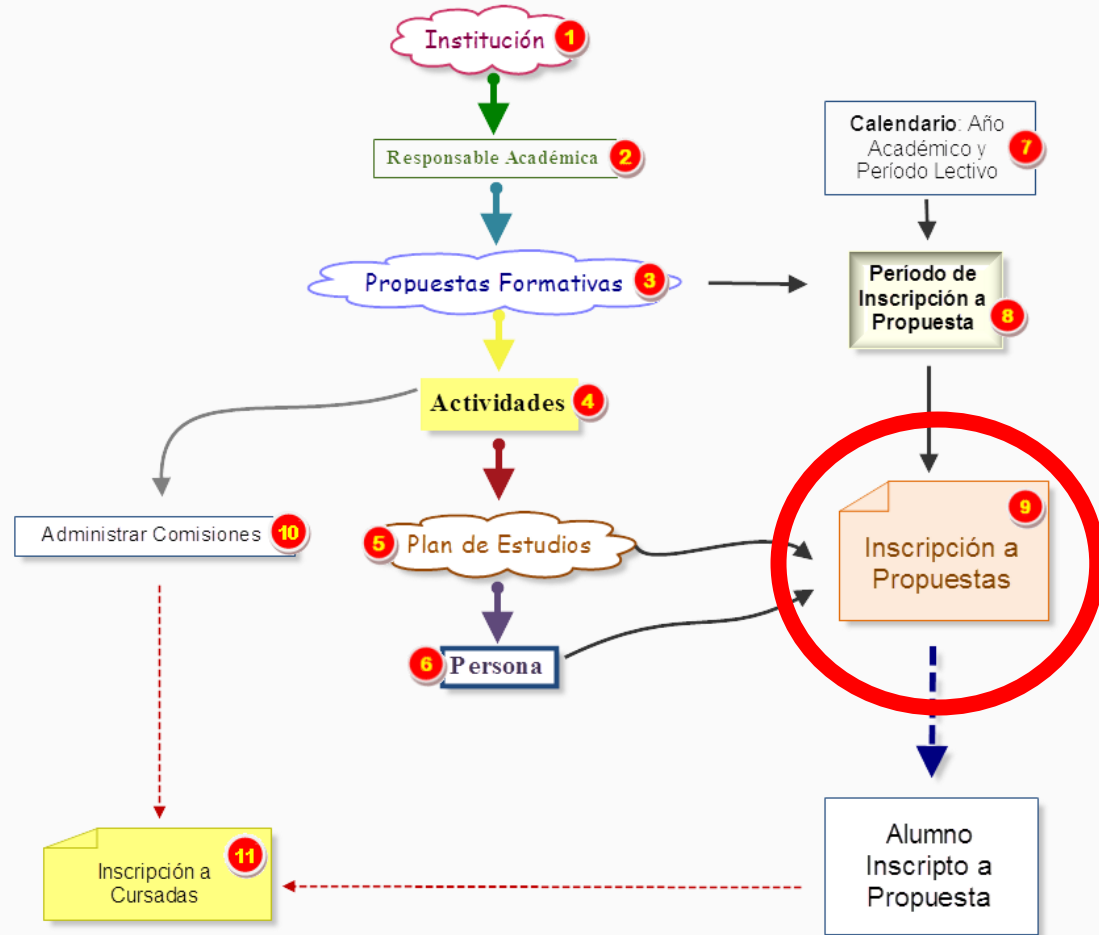 Institución 1
Responsable Académica 2
Calendario: Año
Académico y
Período Lectivo
7
Propuestas Formativas 3
Período de
Inscripción a
Propuesta
8
Actividades 4
Administrar Comisiones 10
5 Plan de Estudios
9
Inscripción a
Propuestas
6 Persona
11
Inscripción a
Cursadas
Alumno
Inscripto a
Propuesta